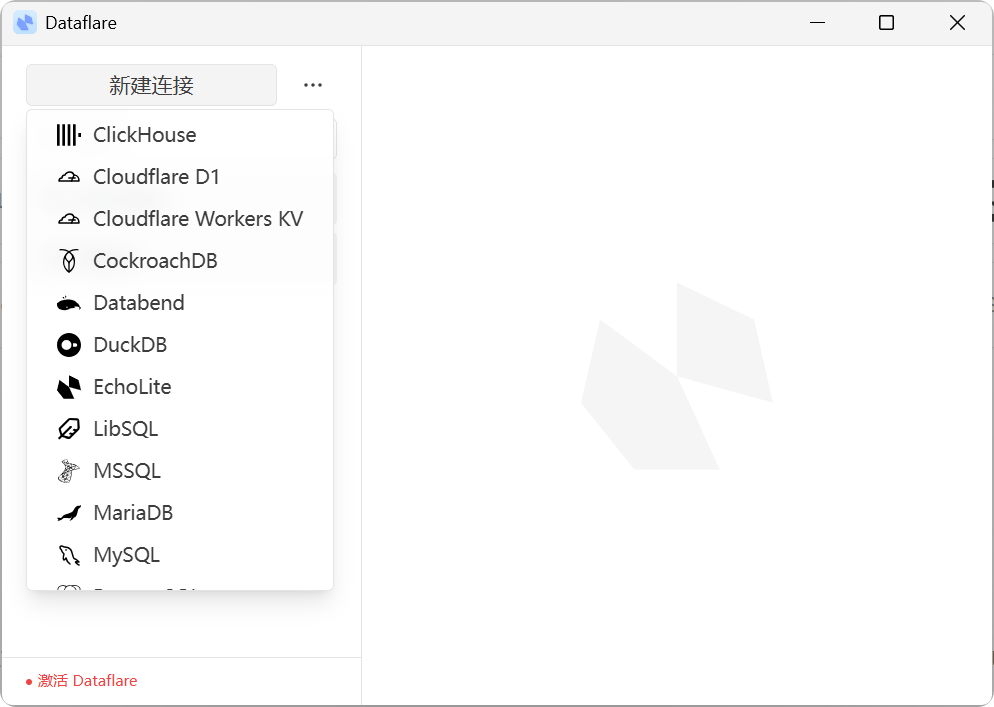 Dataflare
新建连接
ClickHouse
Cloudflare D1
Cloudflare Workers KV
CockroachDB
Databend
DuckDB
EchoLite
LibSQL
MSSQL
MariaDB
MySQL
激活 Dataflare